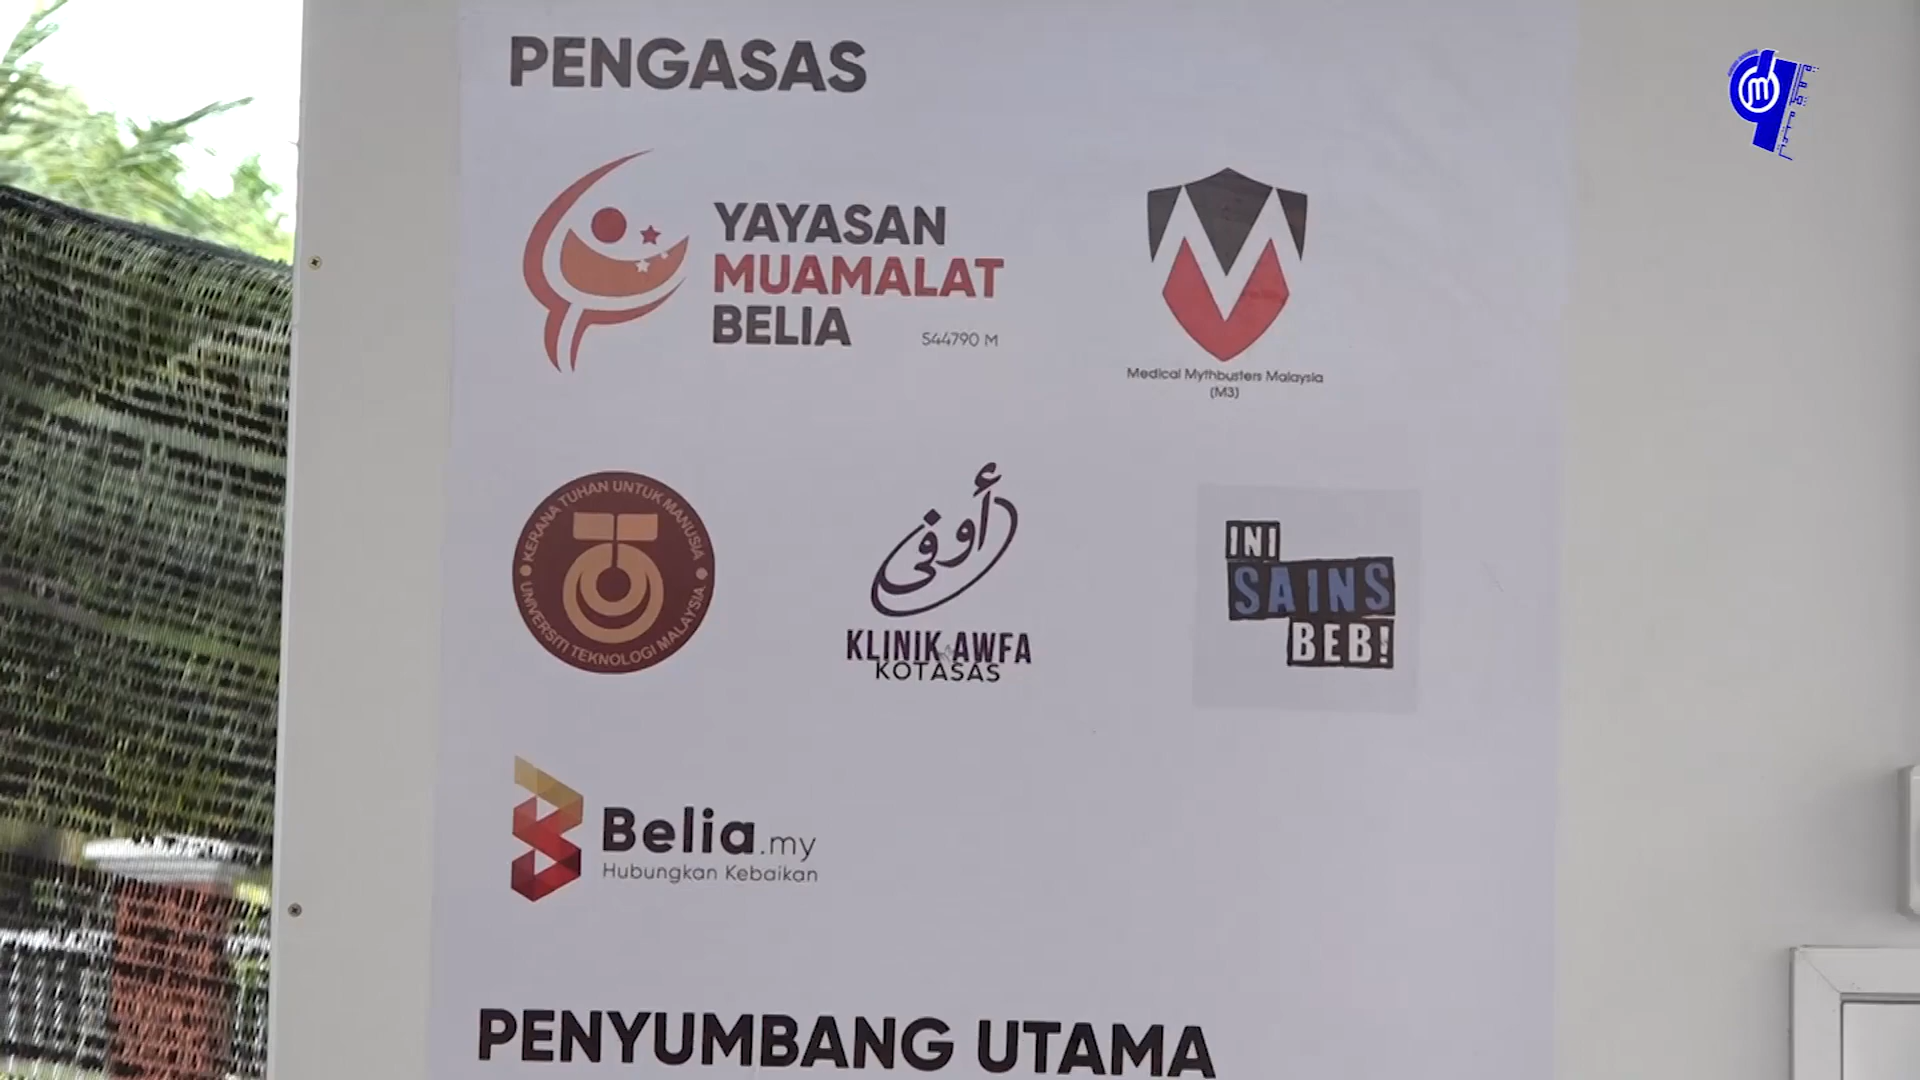 PENGASAS
YAYASAN
MUAMALAT
BELIA
544790 M
Medical Mythbusters Malaysia
(M3)
KERANA TUHAN UNTUK MANUSIA
UNIVERSITI TEKNOLOGI MALAYSIA
أوفى
KLINIK AWFA
KOTASAS
INI
SAINS
BEB!
Belia.my
Hubungkan Kebaikan
PENYUMBANG UTAMA